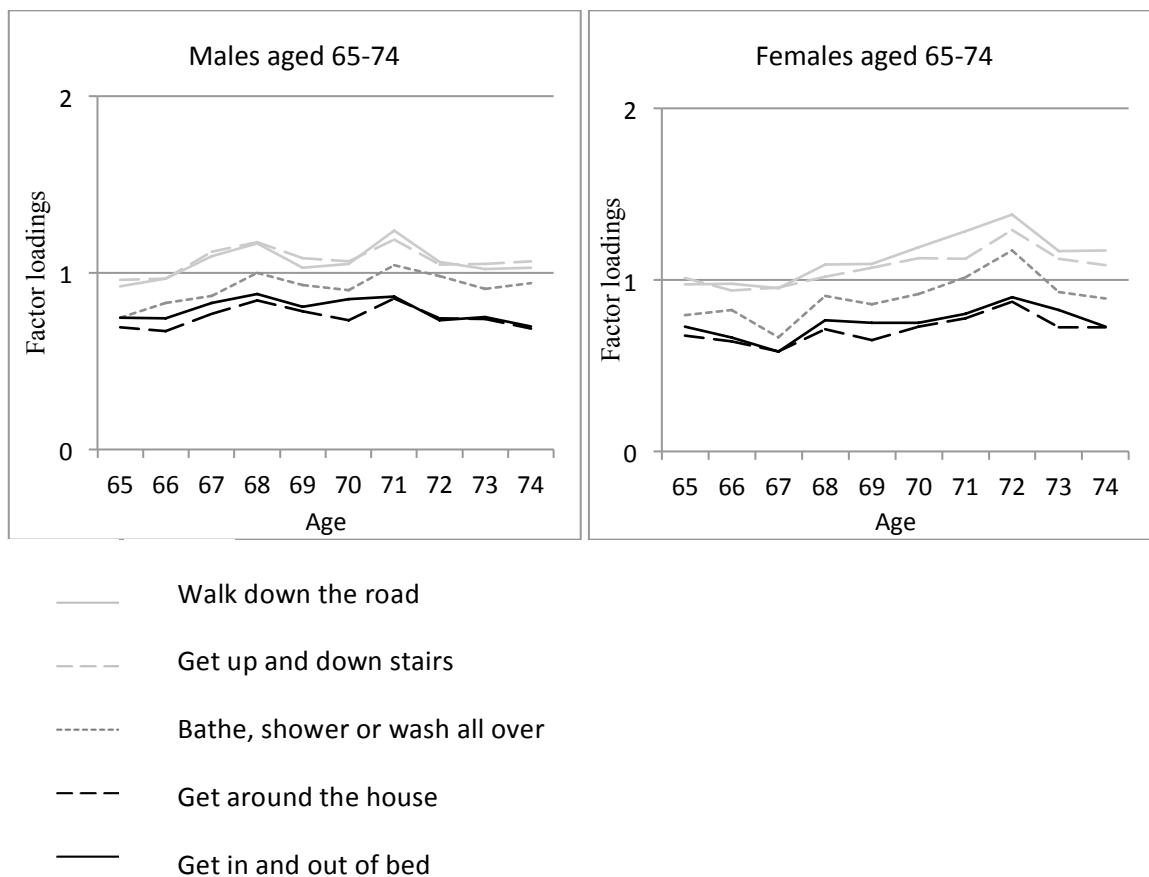 Males aged 65-74
2
1
0
Factor loadings
65 66 67 68 69 70 71 72 73 74
Age
Females aged 65-74
2
1
0
Factor loadings
65 66 67 68 69 70 71 72 73 74
Age
Walk down the road
Get up and down stairs
Bathe, shower or wash all over
Get around the house
Get in and out of bed